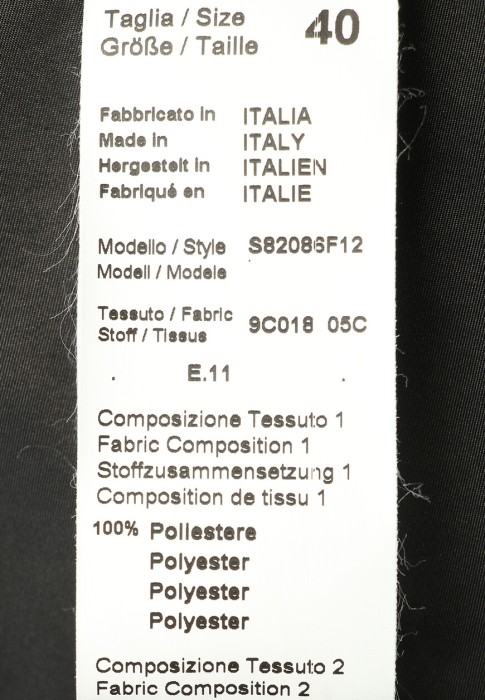 Taglia / Size 40
Größe / Taille
Fabbricato in ITALIA
Made in ITALY
Hergestelt in ITALIEN
Fabriqué en ITALIE
Modello / Style S82086F12
Modell / Modele
Tessuto / Fabric 9C018 05C
Stoff / Tissus
. E.11 .
Composizione Tessuto 1
Fabric Composition 1
Stoffzusammensetzung 1
Composition de tissu 1
100% Poliestere
Polyester
Polyester
Polyester
Composizione Tessuto 2
Fabric Composition 2